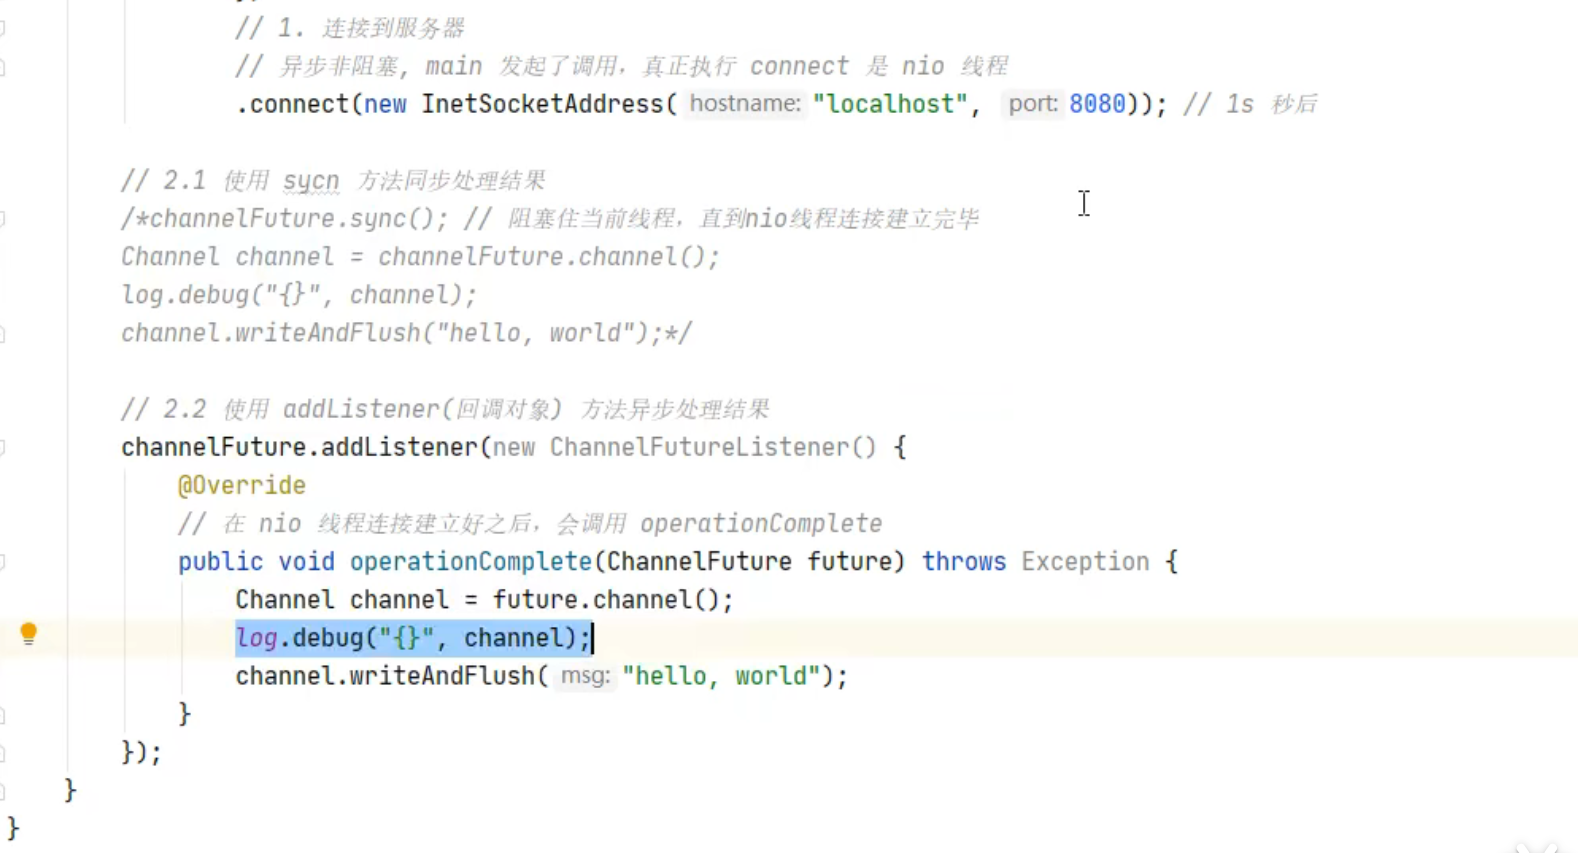 // 1. 连接到服务器
// 异步非阻塞, main 发起了调用，真正执行 connect 是 nio 线程
.connect(new InetSocketAddress( hostname: "localhost", port: 8080)); // 1s 秒后
// 2.1 使用 sycn 方法同步处理结果
/*channelFuture.sync(); // 阻塞住当前线程，直到nio线程连接建立完毕
Channel channel = channelFuture.channel();
log.debug("{}", channel);
channel.writeAndFlush("hello, world");*/
// 2.2 使用 addListener(回调对象) 方法异步处理结果
channelFuture.addListener(new ChannelFutureListener() {
@Override
// 在 nio 线程连接建立好之后，会调用 operationComplete
public void operationComplete(ChannelFuture future) throws Exception {
Channel channel = future.channel();
log.debug("{}", channel);
channel.writeAndFlush( msg: "hello, world");
}
});
}
}